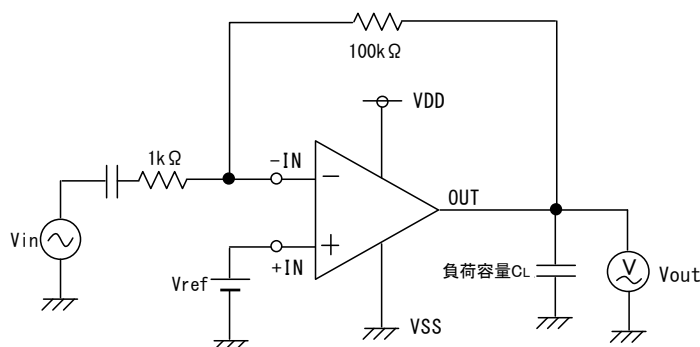 100kΩ
VDD
1kΩ
-IN
−
OUT
Vin
+
+IN
Vref
負荷容量CL
V
Vout
VSS